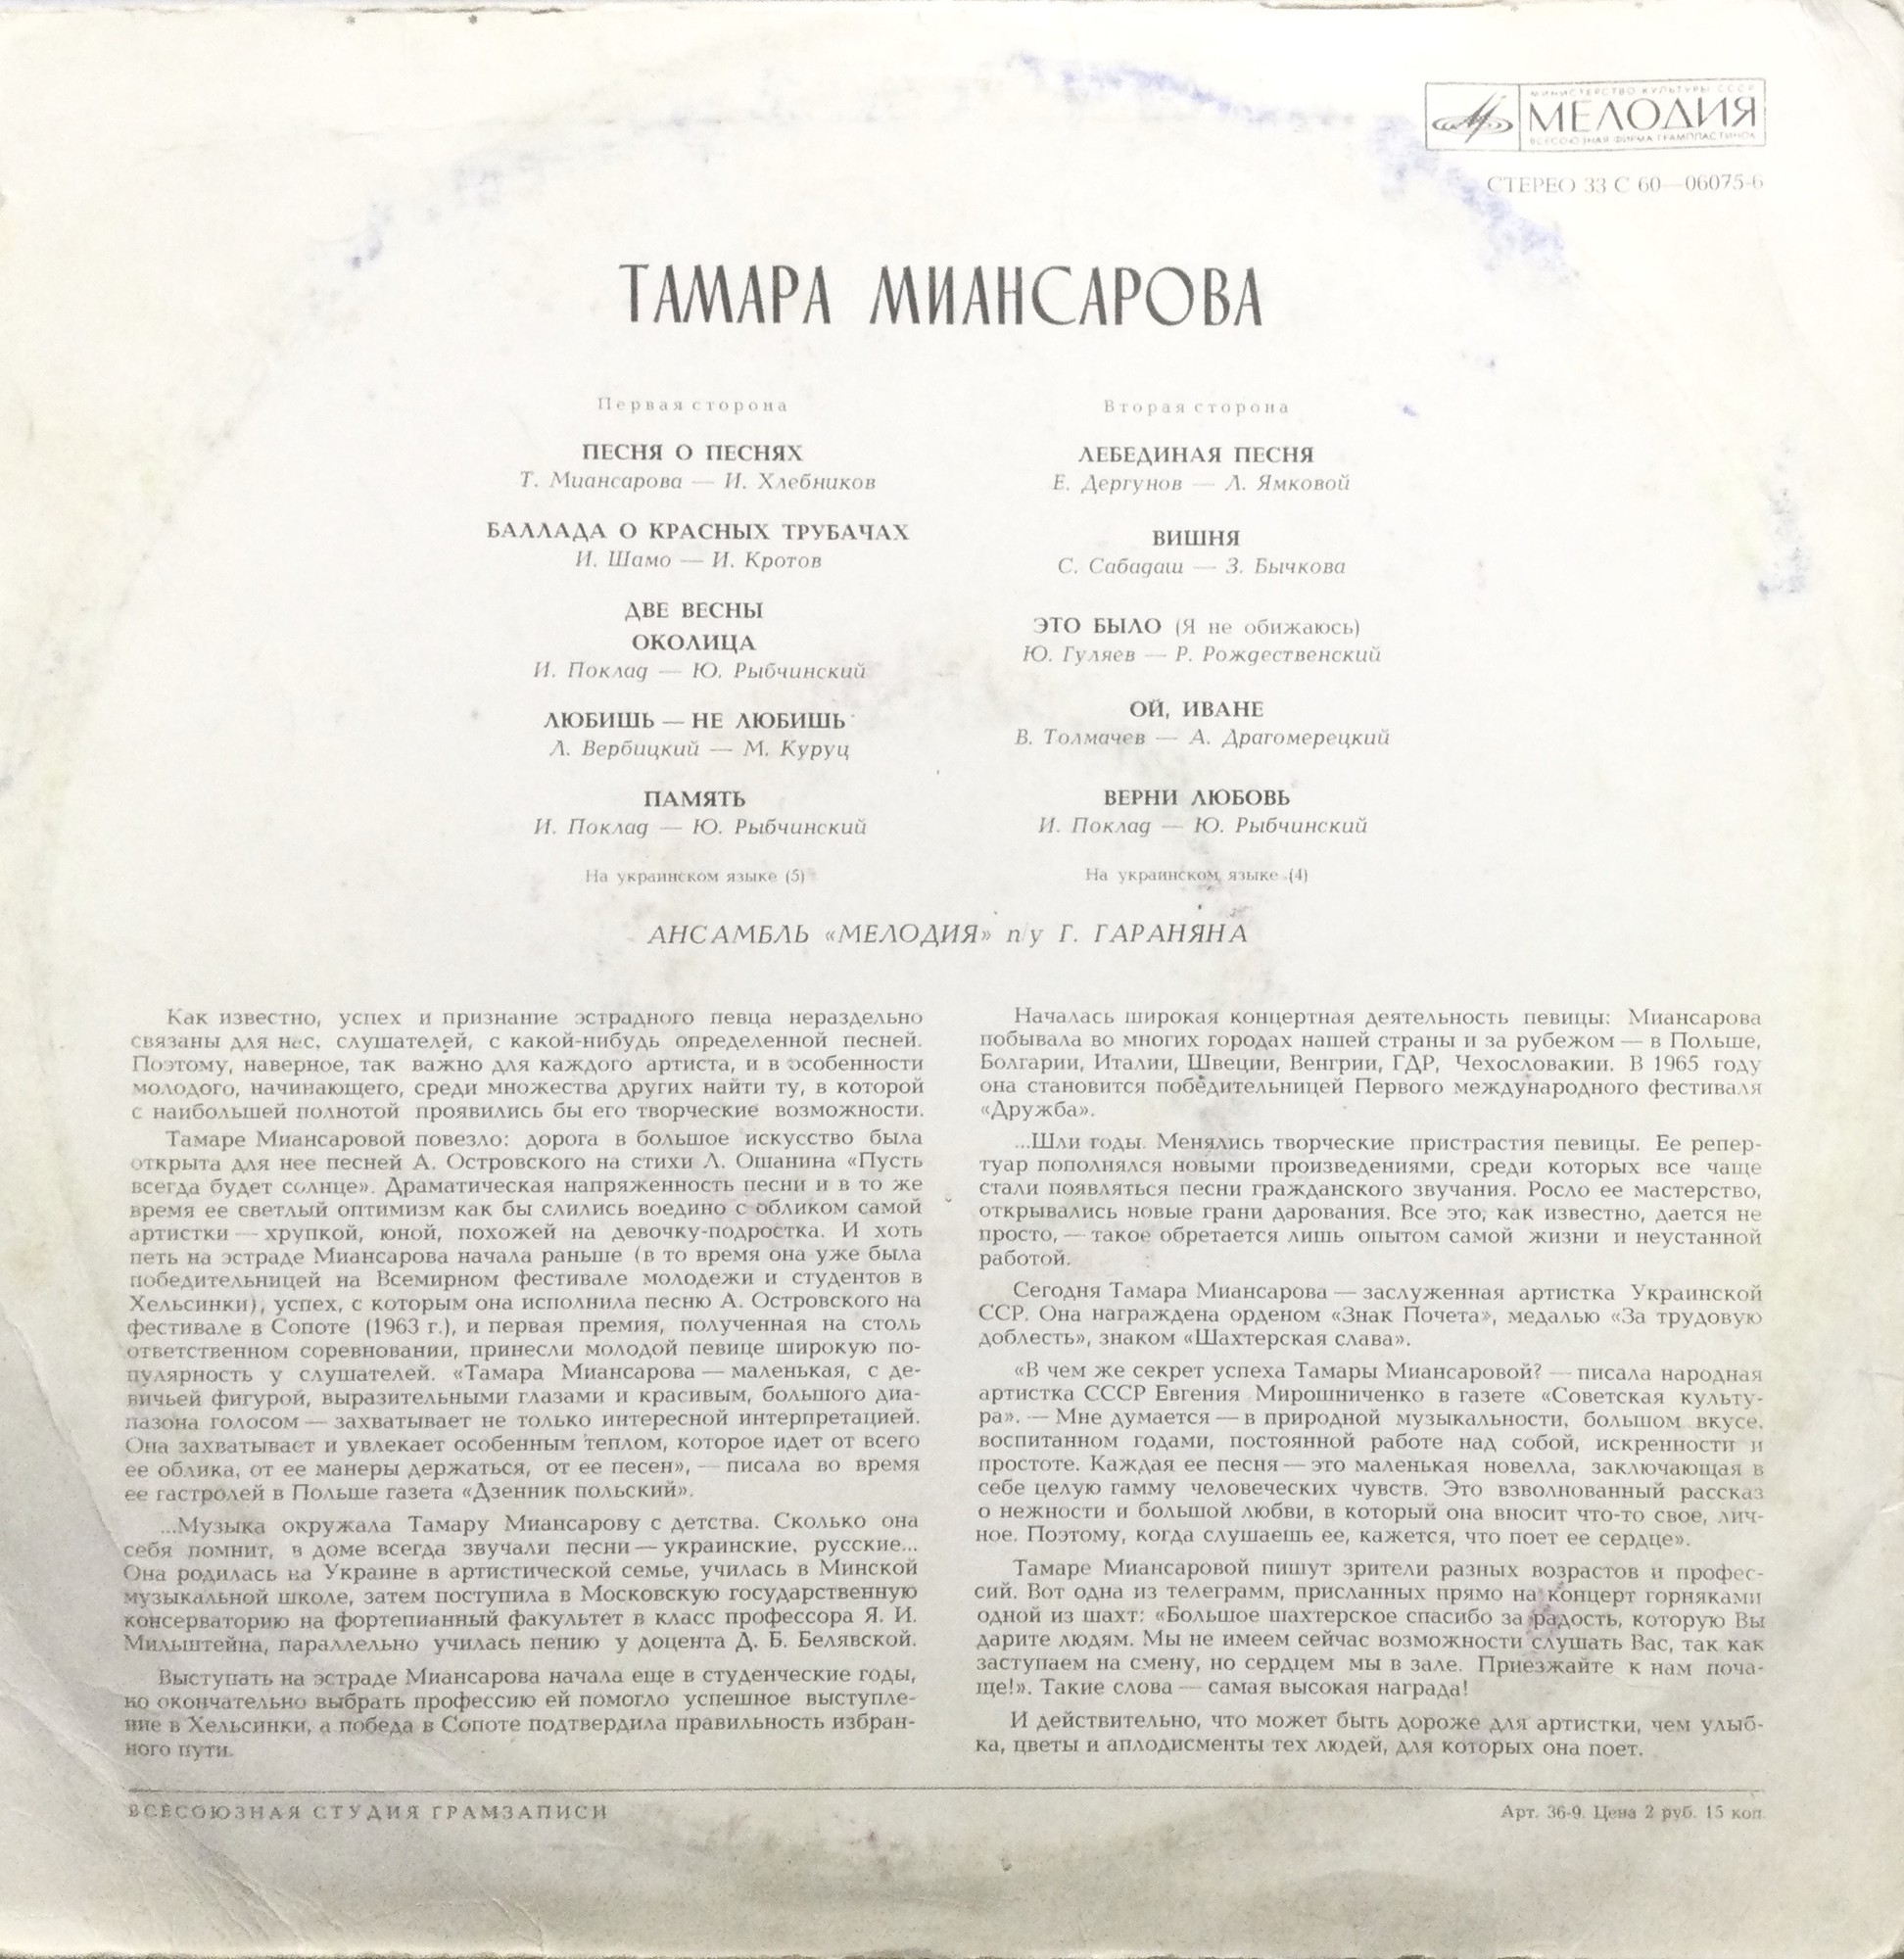 МИНИСТЕРСТВО КУЛЬТУРЫ СССР
МЕЛОДИЯ
ВСЕСОЮЗНАЯ ФИРМА ГРАМПЛАСТИНОК
СТЕРЕО 33 С 60—06075-6
ТАМАРА МИАНСАРОВА
Первая сторона
ПЕСНЯ О ПЕСНЯХ
Т. Миансарова — И. Хлебников
БАЛЛАДА О КРАСНЫХ ТРУБАЧАХ
И. Шамо — И. Кротов
ДВЕ ВЕСНЫ
ОКОЛИЦА
И. Поклад — Ю. Рыбчинский
ЛЮБИШЬ — НЕ ЛЮБИШЬ
Л. Вербицкий — М. Куруц
ПАМЯТЬ
И. Поклад — Ю. Рыбчинский
На украинском языке (5)
Вторая сторона
ЛЕБЕДИНАЯ ПЕСНЯ
Е. Дергунов — Л. Ямковой
ВИШНЯ
С. Сабадаш — З. Бычкова
ЭТО БЫЛО (Я не обижаюсь)
Ю. Гуляев — Р. Рождественский
ОЙ, ИВАНЕ
В. Толмачев — А. Драгомерецкий
ВЕРНИ ЛЮБОВЬ
И. Поклад — Ю. Рыбчинский
На украинском языке (4)
АНСАМБЛЬ «МЕЛОДИЯ» п/у Г. ГАРАНЯНА
Как известно, успех и признание эстрадного певца нераздельно
связаны для нас, слушателей, с какой-нибудь определенной песней.
Поэтому, наверное, так важно для каждого артиста, и в особенности
молодого, начинающего, среди множества других найти ту, в которой
с наибольшей полнотой проявились бы его творческие возможности.
Тамаре Миансаровой повезло: дорога в большое искусство была
открыта для нее песней А. Островского на стихи Л. Ошанина «Пусть
всегда будет солнце». Драматическая напряженность песни и в то же
время ее светлый оптимизм как бы слились воедино с обликом самой
артистки — хрупкой, юной, похожей на девочку-подростка. И хоть
петь на эстраде Миансарова начала раньше (в то время она уже была
победительницей на Всемирном фестивале молодежи и студентов в
Хельсинки), успех, с которым она исполнила песню А. Островского на
фестивале в Сопоте (1963 г.), и первая премия, полученная на столь
ответственном соревновании, принесли молодой певице широкую по-
пулярность у слушателей. «Тамара Миансарова — маленькая, с де-
вичьей фигурой, выразительными глазами и красивым, большого диа-
пазона голосом — захватывает не только интересной интерпретацией.
Она захватывает и увлекает особенным теплом, которое идет от всего
ее облика, от ее манеры держаться, от ее песен», — писала во время
ее гастролей в Польше газета «Дзенник польский».
...Музыка окружала Тамару Миансарову с детства. Сколько она
себя помнит, в доме всегда звучали песни — украинские, русские...
Она родилась на Украине в артистической семье, училась в Минской
музыкальной школе, затем поступила в Московскую государственную
консерваторию на фортепианный факультет в класс профессора Я. И.
Мильштейна, параллельно училась пению у доцента Д. Б. Белявской.
Выступать на эстраде Миансарова начала еще в студенческие годы,
но окончательно выбрать профессию ей помогло успешное выступле-
ние в Хельсинки, а победа в Сопоте подтвердила правильность избран-
ного пути.
Началась широкая концертная деятельность певицы: Миансарова
побывала во многих городах нашей страны и за рубежом — в Польше,
Болгарии, Италии, Швеции, Венгрии, ГДР, Чехословакии. В 1965 году
она становится победительницей Первого международного фестиваля
«Дружба».
...Шли годы. Менялись творческие пристрастия певицы. Ее репер-
туар пополнялся новыми произведениями, среди которых все чаще
стали появляться песни гражданского звучания. Росло ее мастерство,
открывались новые грани дарования. Все это, как известно, дается не
просто, — такое обретается лишь опытом самой жизни и неустанной
работой.
Сегодня Тамара Миансарова — заслуженная артистка Украинской
ССР. Она награждена орденом «Знак Почета», медалью «За трудовую
доблесть», знаком «Шахтерская слава».
«В чем же секрет успеха Тамары Миансаровой? — писала народная
артистка СССР Евгения Мирошниченко в газете «Советская культу-
ра». — Мне думается — в природной музыкальности, большом вкусе,
воспитанном годами, постоянной работе над собой, искренности и
простоте. Каждая ее песня — это маленькая новелла, заключающая в
себе целую гамму человеческих чувств. Это взволнованный рассказ
о нежности и большой любви, в который она вносит что-то свое, лич-
ное. Поэтому, когда слушаешь ее, кажется, что поет ее сердце».
Тамаре Миансаровой пишут зрители разных возрастов и профес-
сий. Вот одна из телеграмм, присланных прямо на концерт горняками
одной из шахт: «Большое шахтерское спасибо за радость, которую Вы
дарите людям. Мы не имеем сейчас возможности слушать Вас, так как
заступаем на смену, но сердцем мы в зале. Приезжайте к нам поча-
ще!». Такие слова — самая высокая награда!
И действительно, что может быть дороже для артистки, чем улыб-
ка, цветы и аплодисменты тех людей, для которых она поет.
ВСЕСОЮЗНАЯ СТУДИЯ ГРАМЗАПИСИ
Арт. 36-9. Цена 2 руб. 15 коп.